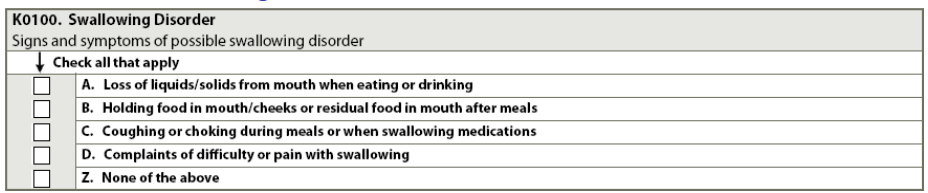 K0100. Swallowing Disorder
Signs and symptoms of possible swallowing disorder
Check all that apply
A. Loss of liquids/solids from mouth when eating or drinking
B. Holding food in mouth/cheeks or residual food in mouth after meals
C. Coughing or choking during meals or when swallowing medications
D. Complaints of difficulty or pain with swallowing
Z. None of the above